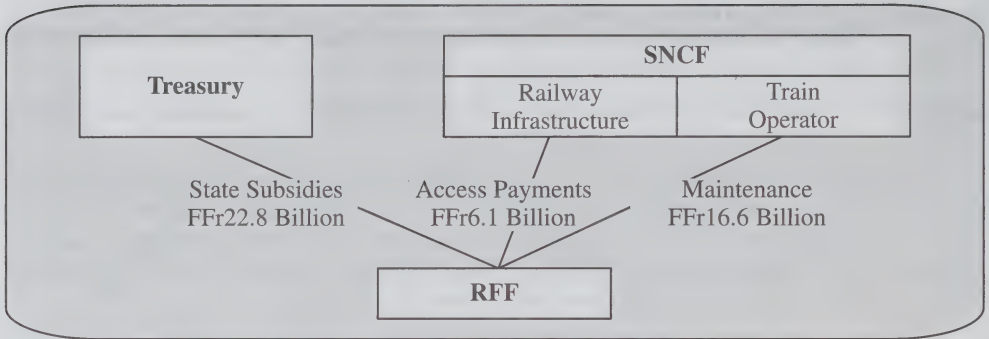 Treasury
SNCF
Railway
Infrastructure
Train
Operator
State Subsidies
FFr22.8 Billion
Access Payments
FFr6.1 Billion
Maintenance
FFr16.6 Billion
RFF